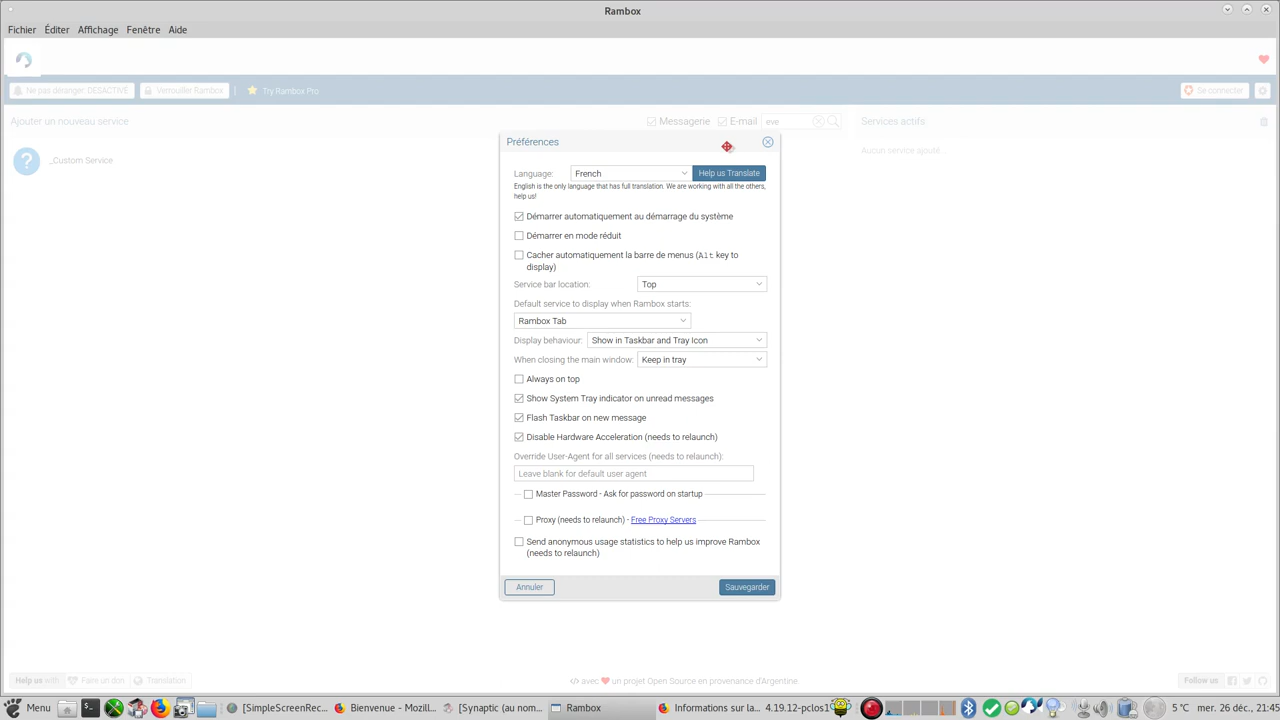 Rambox
Fichier Éditer Affichage Fenêtre Aide
Ne pas déranger: DESACTIVÉ Verrouiller Rambox Try Rambox Pro Se connecter
Ajouter un nouveau service Messagerie E-mail eve Services actifs
_Custom Service Aucun service ajouté...
Préférences
Language: French Help us Translate
English is the only language that has full translation. We are working with all the others,
help us!
Démarrer automatiquement au démarrage du système
Démarrer en mode réduit
Cacher automatiquement la barre de menus (Alt key to
display)
Service bar location: Top
Default service to display when Rambox starts:
Rambox Tab
Display behaviour: Show in Taskbar and Tray Icon
When closing the main window: Keep in tray
Always on top
Show System Tray indicator on unread messages
Flash Taskbar on new message
Disable Hardware Acceleration (needs to relaunch)
Override User-Agent for all services (needs to relaunch):
Leave blank for default user agent
Master Password - Ask for password on startup
Proxy (needs to relaunch) - Free Proxy Servers
Send anonymous usage statistics to help us improve Rambox
(needs to relaunch)
Annuler Sauvegarder
Help us with Faire un don Translation </> avec un projet Open Source en provenance d'Argentine. Follow us
Menu [SimpleScreenRec... Bienvenue - Mozill... [Synaptic (au nom... Rambox Informations sur la... 4.19.12-pclos1 5 °C mer. 26 déc., 21:45